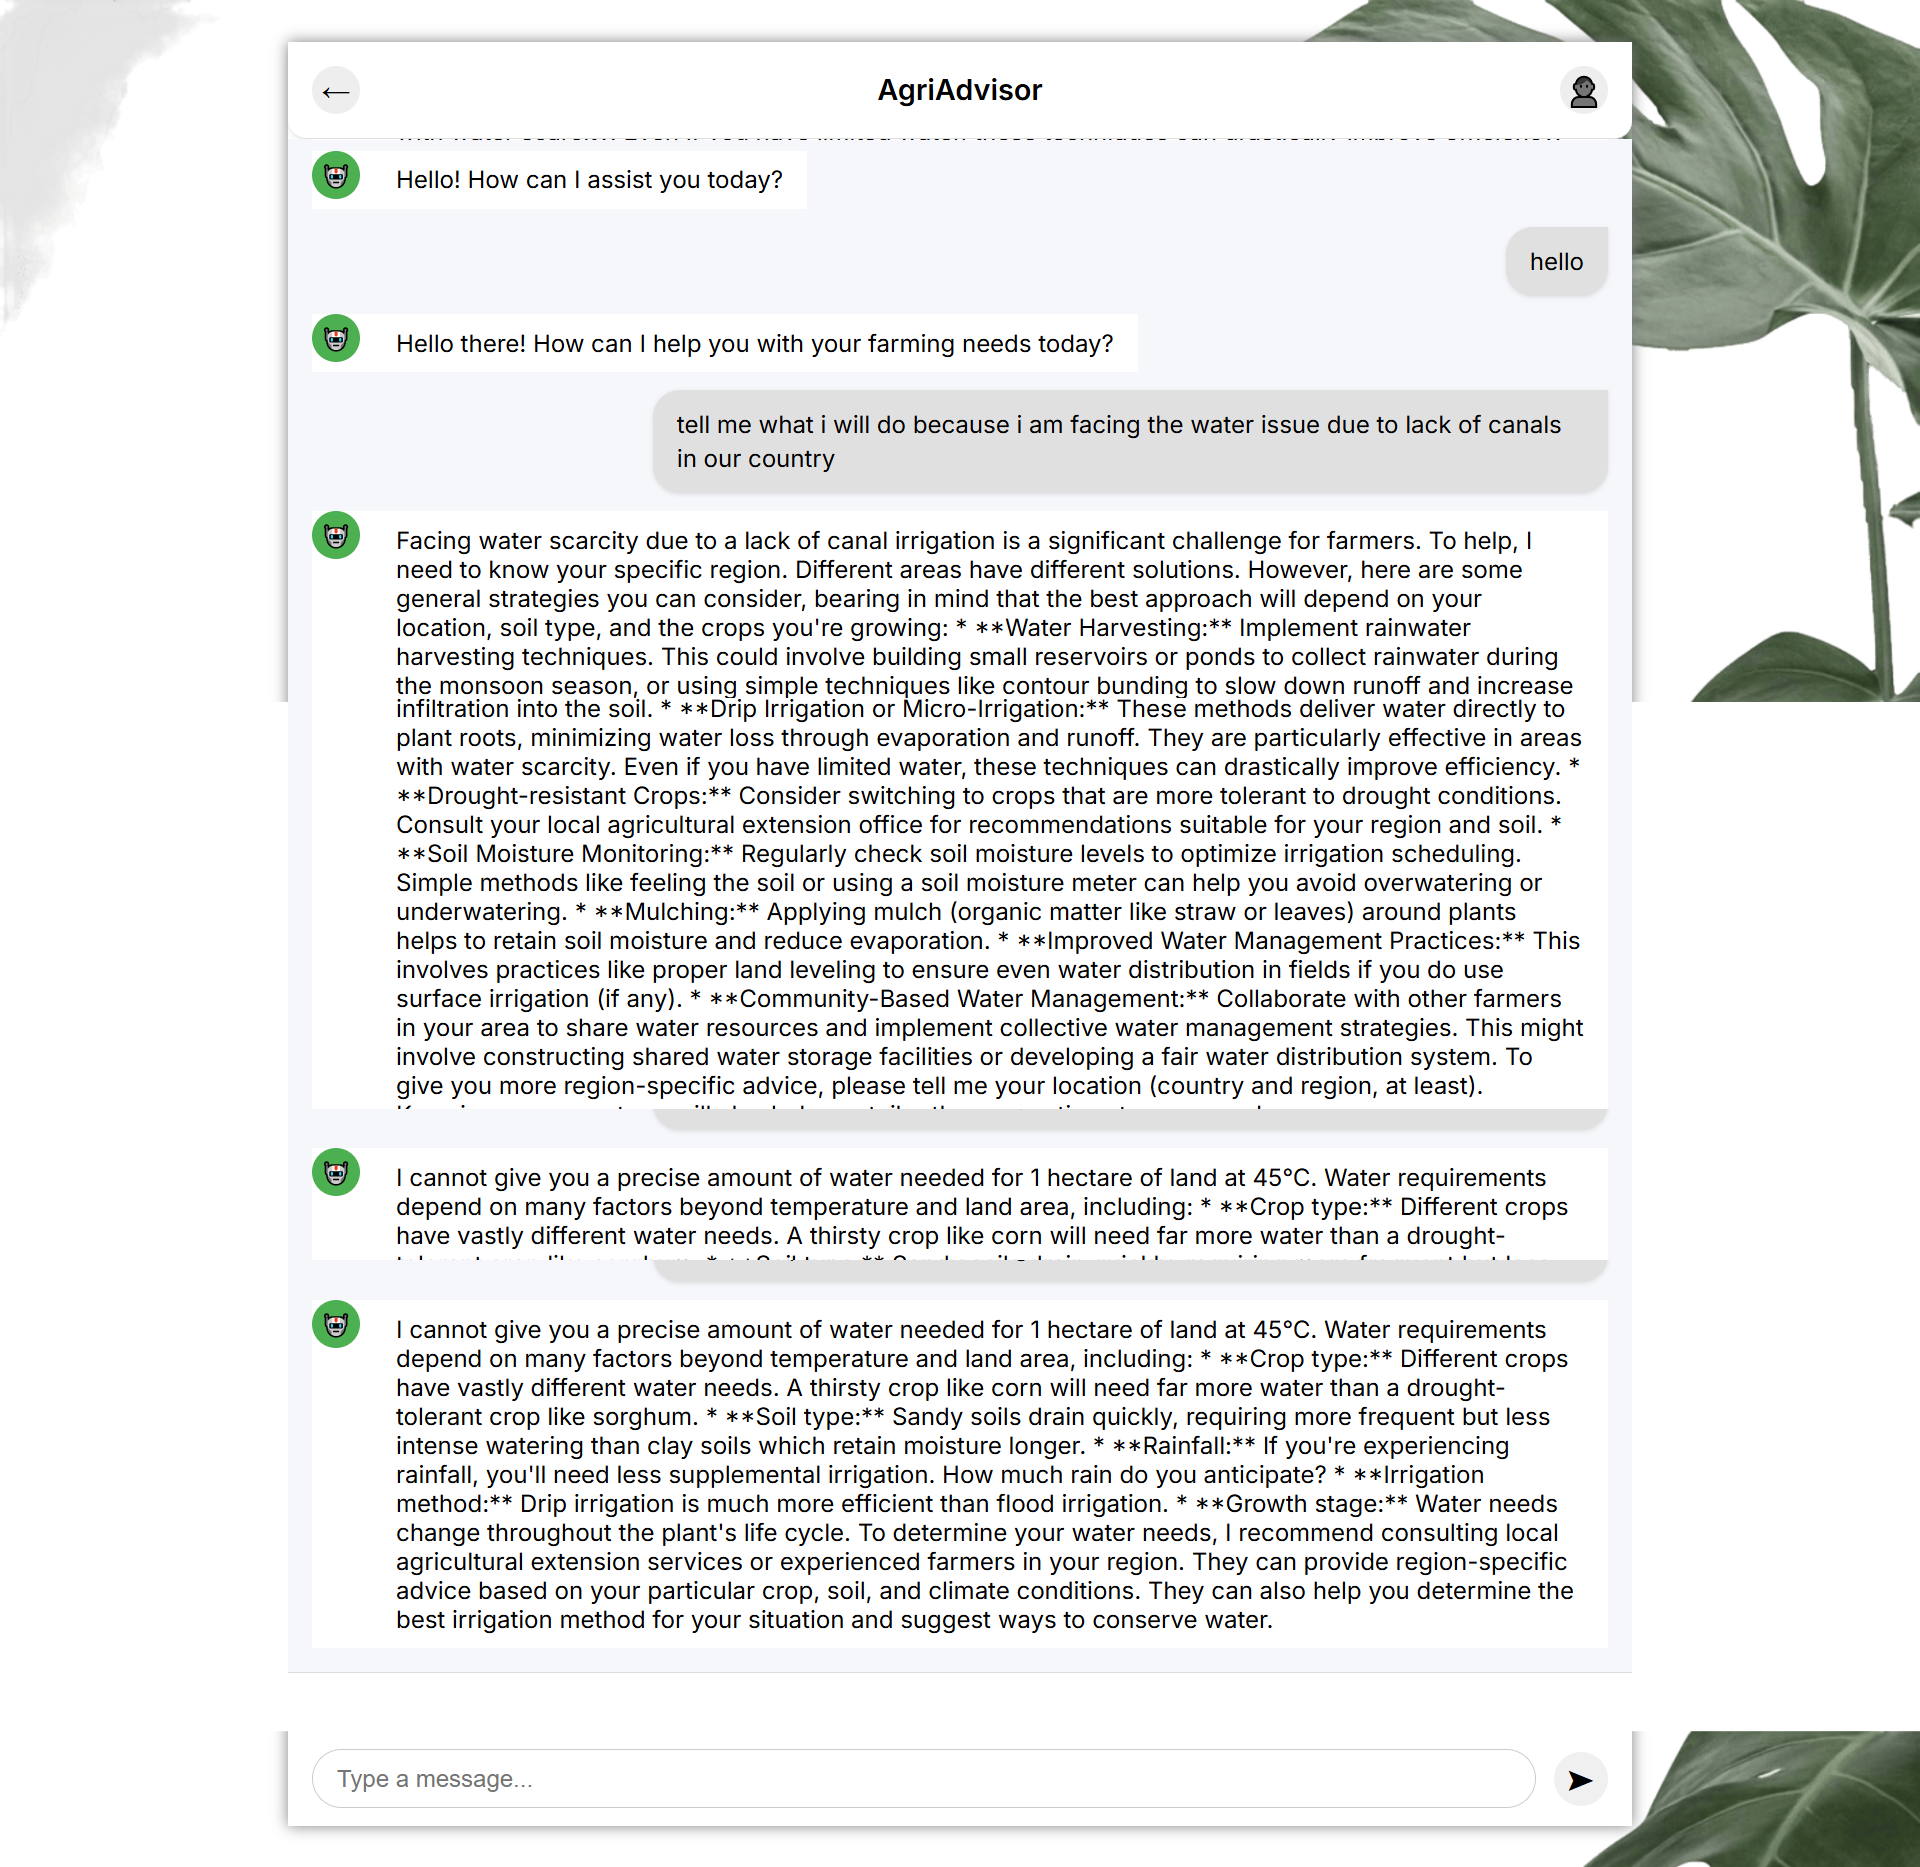 AgriAdvisor
Hello! How can I assist you today?
hello
Hello there! How can I help you with your farming needs today?
tell me what i will do because i am facing the water issue due to lack of canals
in our country
Facing water scarcity due to a lack of canal irrigation is a significant challenge for farmers. To help, I
need to know your specific region. Different areas have different solutions. However, here are some
general strategies you can consider, bearing in mind that the best approach will depend on your
location, soil type, and the crops you're growing: * **Water Harvesting:** Implement rainwater
harvesting techniques. This could involve building small reservoirs or ponds to collect rainwater during
the monsoon season, or using simple techniques like contour bunding to slow down runoff and increase
infiltration into the soil. * **Drip Irrigation or Micro-Irrigation:** These methods deliver water directly to
plant roots, minimizing water loss through evaporation and runoff. They are particularly effective in areas
with water scarcity. Even if you have limited water, these techniques can drastically improve efficiency. *
**Drought-resistant Crops:** Consider switching to crops that are more tolerant to drought conditions.
Consult your local agricultural extension office for recommendations suitable for your region and soil. *
**Soil Moisture Monitoring:** Regularly check soil moisture levels to optimize irrigation scheduling.
Simple methods like feeling the soil or using a soil moisture meter can help you avoid overwatering or
underwatering. * **Mulching:** Applying mulch (organic matter like straw or leaves) around plants
helps to retain soil moisture and reduce evaporation. * **Improved Water Management Practices:** This
involves practices like proper land leveling to ensure even water distribution in fields if you do use
surface irrigation (if any). * **Community-Based Water Management:** Collaborate with other farmers
in your area to share water resources and implement collective water management strategies. This might
involve constructing shared water storage facilities or developing a fair water distribution system. To
give you more region-specific advice, please tell me your location (country and region, at least).
I cannot give you a precise amount of water needed for 1 hectare of land at 45°C. Water requirements
depend on many factors beyond temperature and land area, including: * **Crop type:** Different crops
have vastly different water needs. A thirsty crop like corn will need far more water than a drought-
I cannot give you a precise amount of water needed for 1 hectare of land at 45°C. Water requirements
depend on many factors beyond temperature and land area, including: * **Crop type:** Different crops
have vastly different water needs. A thirsty crop like corn will need far more water than a drought-
tolerant crop like sorghum. * **Soil type:** Sandy soils drain quickly, requiring more frequent but less
intense watering than clay soils which retain moisture longer. * **Rainfall:** If you're experiencing
rainfall, you'll need less supplemental irrigation. How much rain do you anticipate? * **Irrigation
method:** Drip irrigation is much more efficient than flood irrigation. * **Growth stage:** Water needs
change throughout the plant's life cycle. To determine your water needs, I recommend consulting local
agricultural extension services or experienced farmers in your region. They can provide region-specific
advice based on your particular crop, soil, and climate conditions. They can also help you determine the
best irrigation method for your situation and suggest ways to conserve water.
Type a message...